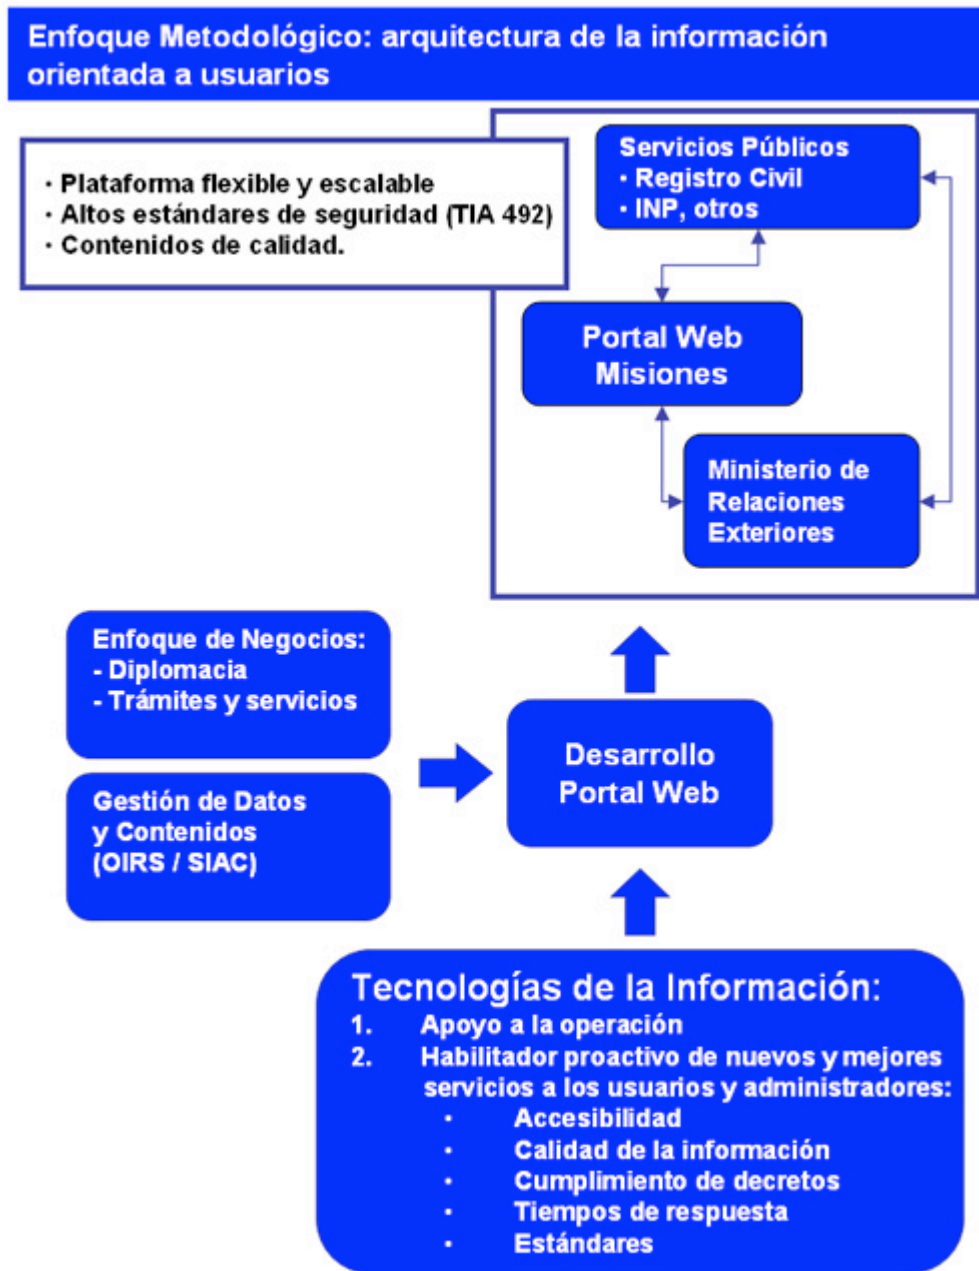 Enfoque Metodológico: arquitectura de la información
orientada a usuarios
· Plataforma flexible y escalable
· Altos estándares de seguridad (TIA 492)
· Contenidos de calidad.
Servicios Públicos
· Registro Civil
· INP, otros
Portal Web
Misiones
Ministerio de
Relaciones
Exteriores
Enfoque de Negocios:
- Diplomacia
- Trámites y servicios
Gestión de Datos
y Contenidos
(OIRS / SIAC)
Desarrollo
Portal Web
Tecnologías de la Información:
1. Apoyo a la operación
2. Habilitador proactivo de nuevos y mejores
servicios a los usuarios y administradores:
· Accesibilidad
· Calidad de la información
· Cumplimiento de decretos
· Tiempos de respuesta
· Estándares